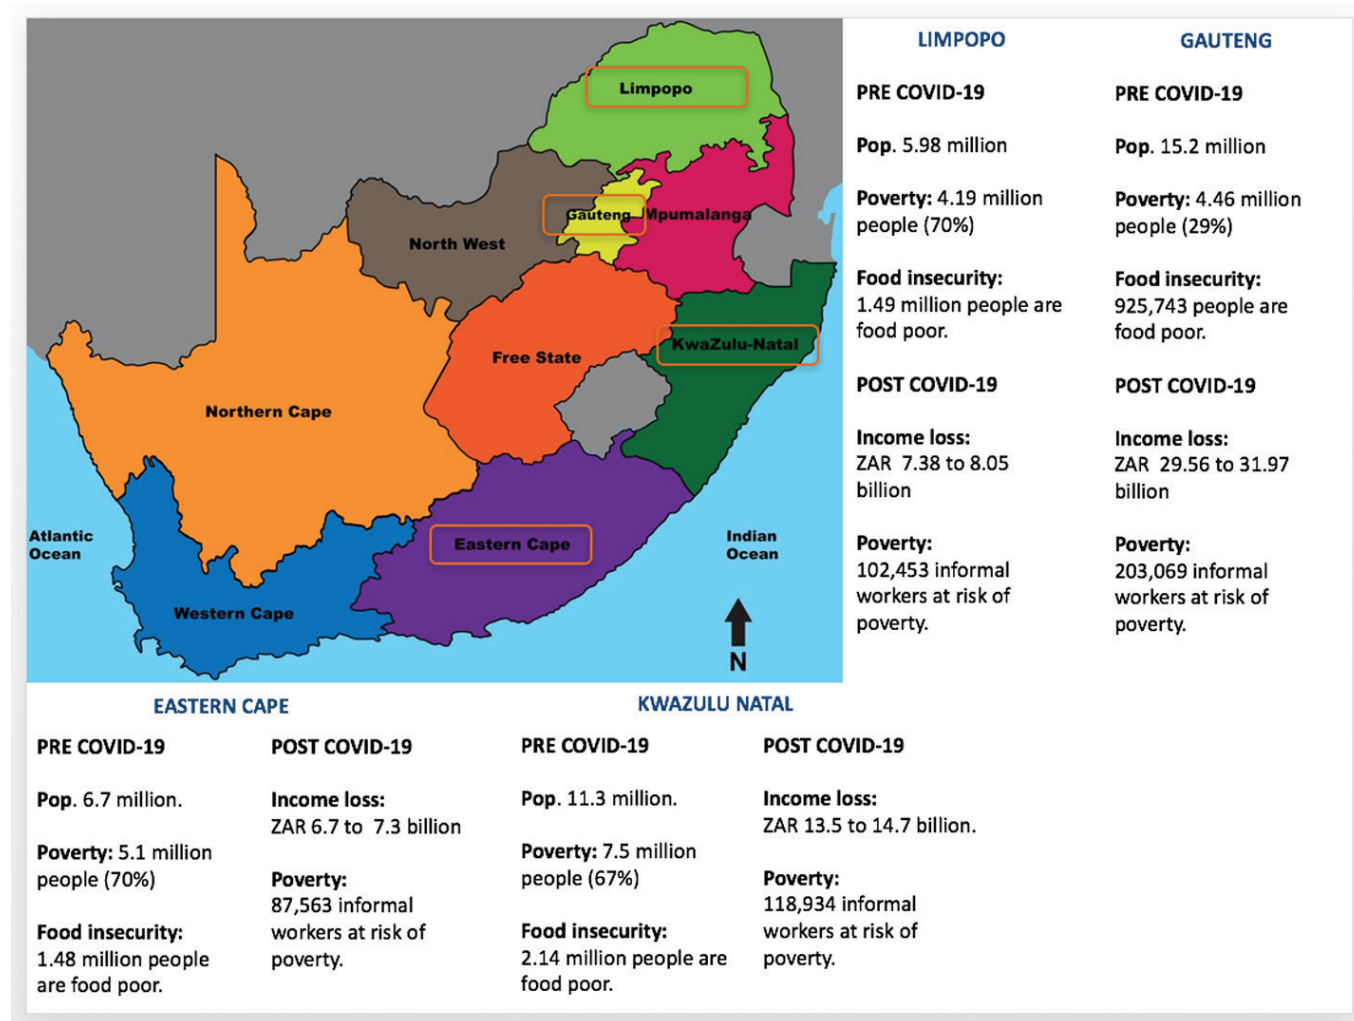 Limpopo
Gauteng
Mpumalanga
North West
KwaZulu-Natal
Free State
Northern Cape
Atlantic
Ocean
Eastern Cape
Indian
Ocean
Western Cape
N
LIMPOPO
PRE COVID-19
Pop. 5.98 million
Poverty: 4.19 million
people (70%)
Food insecurity:
1.49 million people are
food poor.
POST COVID-19
Income loss:
ZAR 7.38 to 8.05
billion
Poverty:
102,453 informal
workers at risk of
poverty.
GAUTENG
PRE COVID-19
Pop. 15.2 million
Poverty: 4.46 million
people (29%)
Food insecurity:
925,743 people are
food poor.
POST COVID-19
Income loss:
ZAR 29.56 to 31.97
billion
Poverty:
203,069 informal
workers at risk of
poverty.
EASTERN CAPE
PRE COVID-19
Pop. 6.7 million.
Poverty: 5.1 million
people (70%)
Food insecurity:
1.48 million people
are food poor.
POST COVID-19
Income loss:
ZAR 6.7 to 7.3 billion
Poverty:
87,563 informal
workers at risk of
poverty.
KWAZULU NATAL
PRE COVID-19
Pop. 11.3 million.
Poverty: 7.5 million
people (67%)
Food insecurity:
2.14 million people are
food poor.
POST COVID-19
Income loss:
ZAR 13.5 to 14.7 billion.
Poverty:
118,934 informal
workers at risk of
poverty.